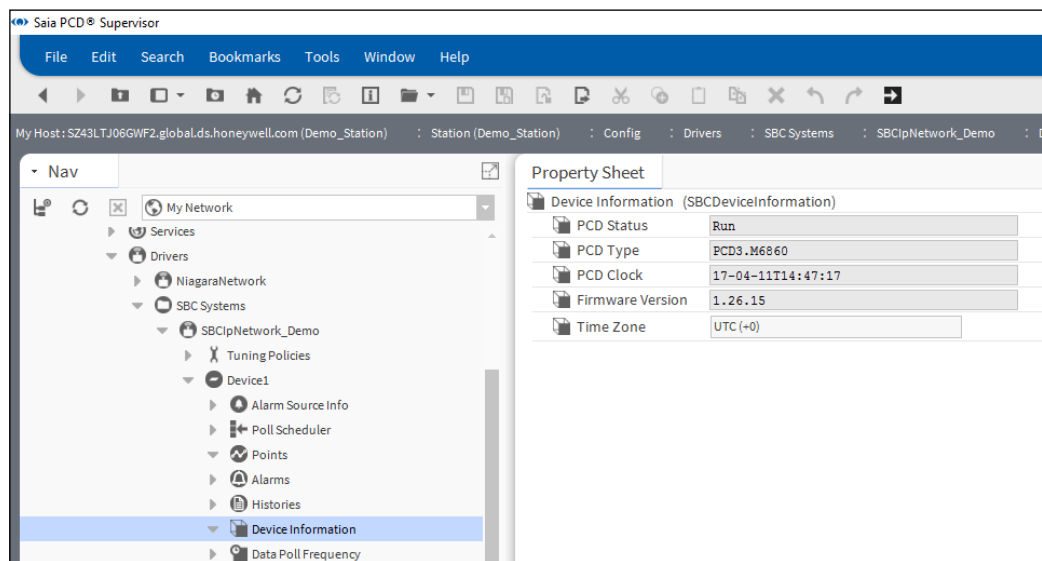 Saia PCD® Supervisor
File Edit Search Bookmarks Tools Window Help
My Host : SZ43LTJ06GWF2.global.ds.honeywell.com (Demo_Station) : Station (Demo_Station) : Config : Drivers : SBC Systems : SBCIpNetwork_Demo :
Nav
My Network
Services
Drivers
NiagaraNetwork
SBC Systems
SBCIpNetwork_Demo
Tuning Policies
Device1
Alarm Source Info
Poll Scheduler
Points
Alarms
Histories
Device Information
Data Poll Frequency
Property Sheet
Device Information (SBCDeviceInformation)
PCD Status Run
PCD Type PCD3.M6860
PCD Clock 17-04-11T14:47:17
Firmware Version 1.26.15
Time Zone UTC (+0)